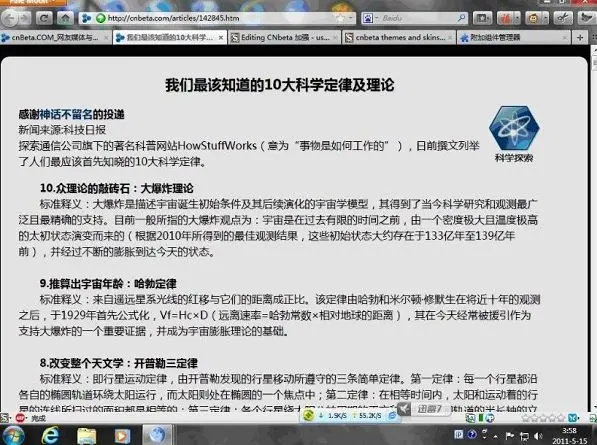 Pale Moon
http://cnbeta.com/articles/142845.htm
Baidu
cnBeta.COM_网友媒体与...
我们最该知道的10大科学...
Editing CNbeta 加强 - us...
cnbeta themes and skins...
附加组件管理器
我们最该知道的10大科学定律及理论
感谢神话不留名的投递
新闻来源:科技日报
探索通信公司旗下的著名科普网站HowStuffWorks（意为“事物是如何工作的”），日前撰文列举
了人们最应该首先知晓的10大科学定律。
科学探索
10.众理论的敲砖石：大爆炸理论
标准释义：大爆炸是描述宇宙诞生初始条件及其后续演化的宇宙学模型，其得到了当今科学研究和观测最广
泛且最精确的支持。目前一般所指的大爆炸观点为：宇宙是在过去有限的时间之前，由一个密度极大且温度极高
的太初状态演变而来的（根据2010年所得到的最佳观测结果，这些初始状态大约存在于133亿年至139亿年
前），并经过不断的膨胀到达今天的状态。
9.推算出宇宙年龄：哈勃定律
标准释义：来自遥远星系光线的红移与它们的距离成正比。该定律由哈勃和米尔顿·修默生在将近十年的观测
之后，于1929年首先公式化，Vf=Hc×D（远离速率=哈勃常数×相对地球的距离），其在今天经常被援引作为
支持大爆炸的一个重要证据，并成为宇宙膨胀理论的基础。
8.改变整个天文学：开普勒三定律
标准释义：即行星运动定律，由开普勒发现的行星移动所遵守的三条简单定律。第一定律：每一个行星都沿
各自的椭圆轨道环绕太阳运行，而太阳则处在椭圆的一个焦点中；第二定律：在相等时间内，太阳和运动着的行
星的连线所扫过的面积都是相等的；第三定律：各个行星绕太阳公转周期的
完成
1.9K/S
55.2K/S
迅雷7
3:58
2011-5-15